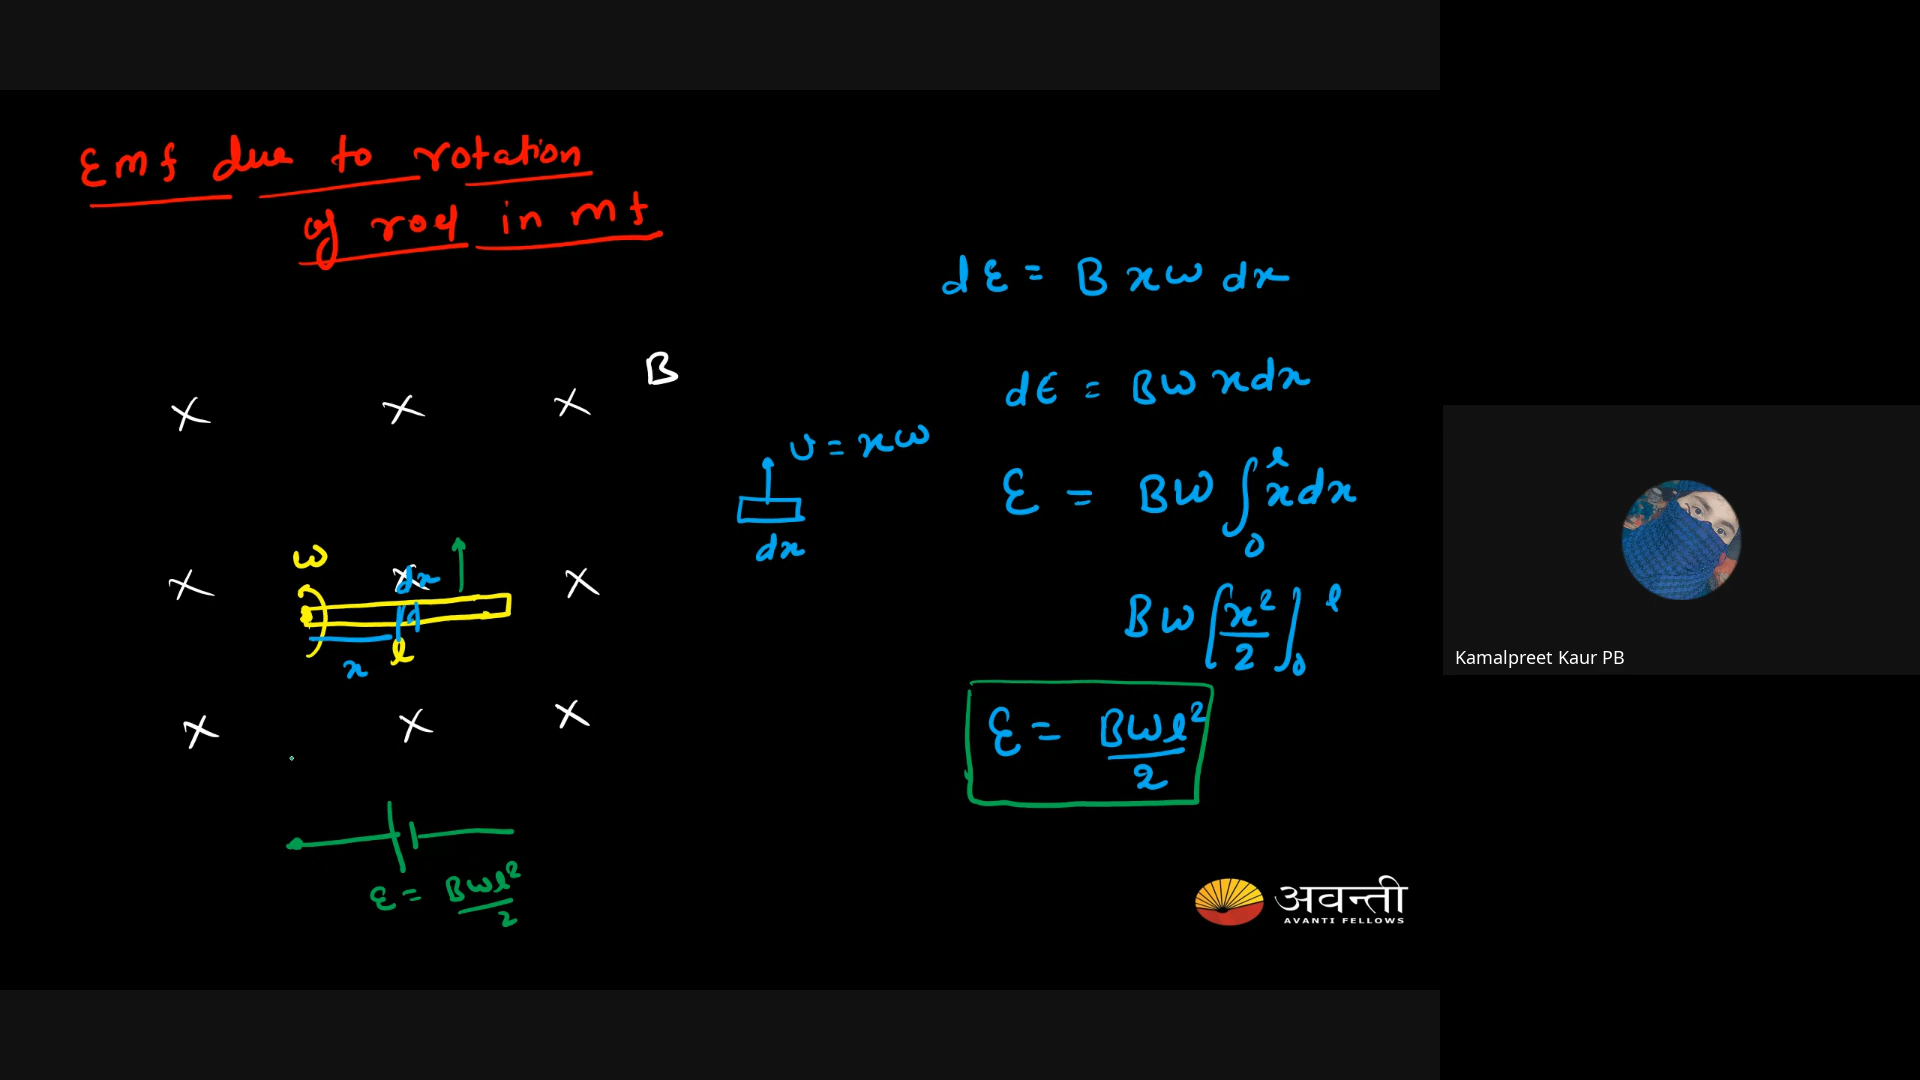 Emf due to rotation
of rod in mf
dε = B xω dx
B
dε = Bω xdx
v = xω
ε = Bω ∫₀ˡ xdx
dx
ω
dx
l
x
Bω [x²/2]₀ˡ
ε = Bωl²/2
ε = Bωl²/2
अवन्ती
AVANTI FELLOWS
Kamalpreet Kaur PB